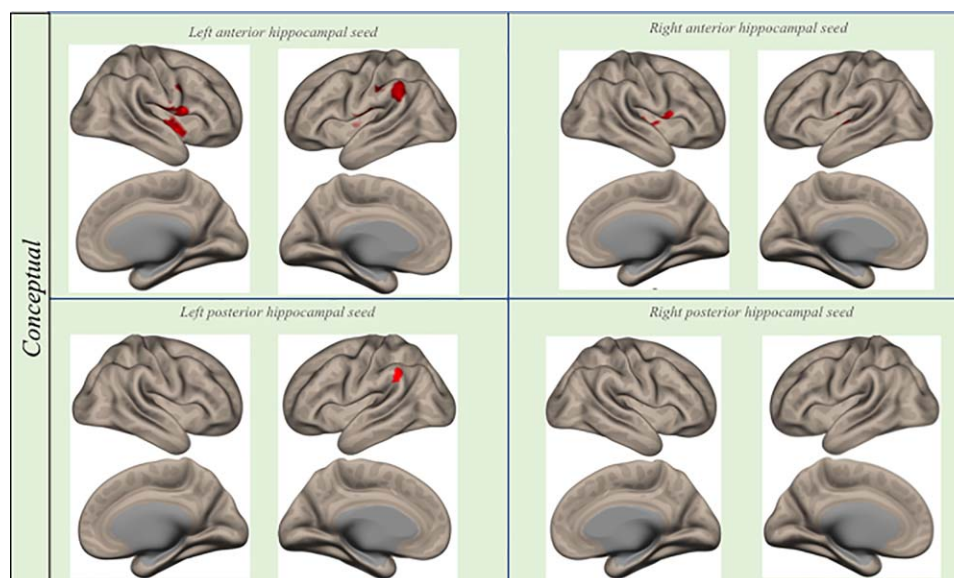 Left anterior hippocampal seed
Right anterior hippocampal seed
Conceptual
Left posterior hippocampal seed
Right posterior hippocampal seed